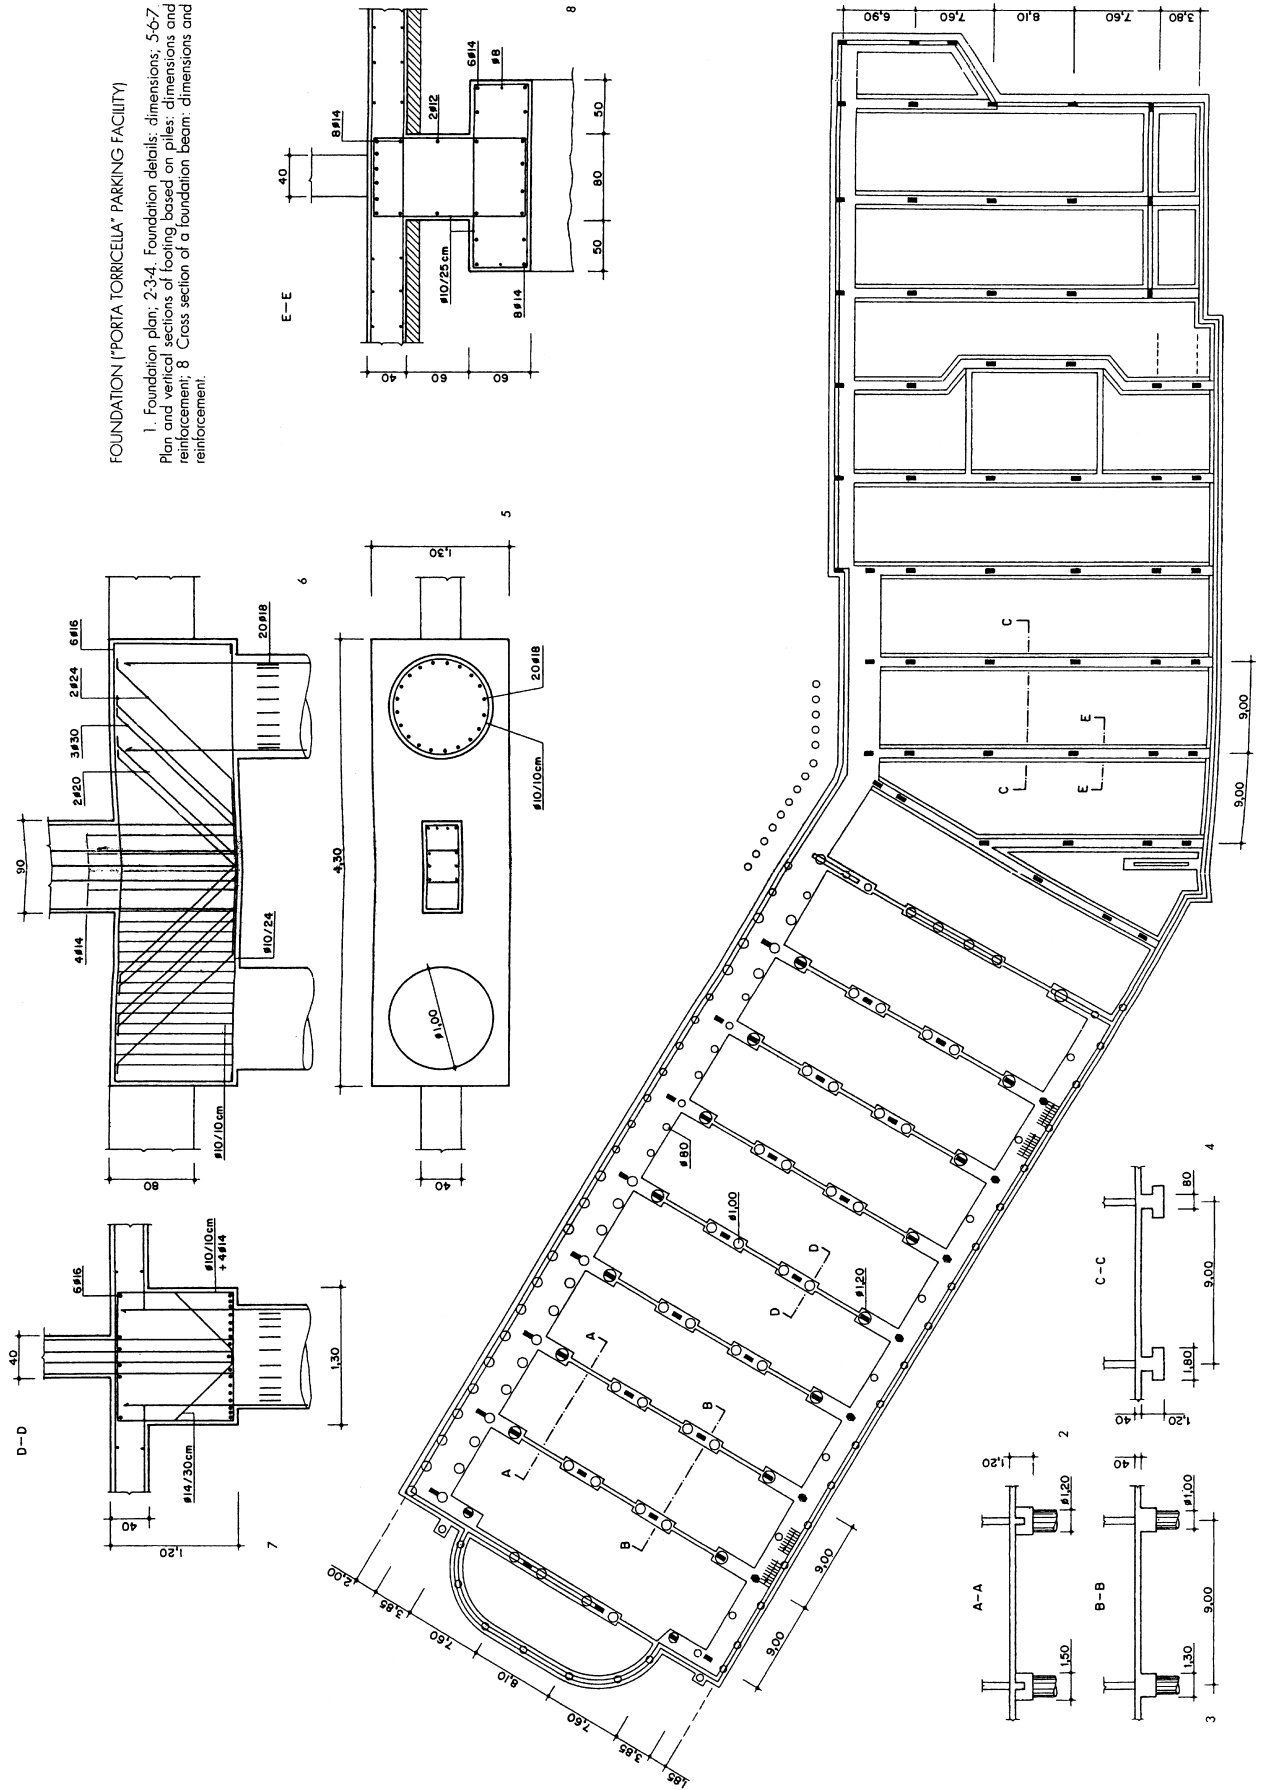 FOUNDATION ("PORTA TORRICELLA" PARKING FACILITY)
1. Foundation plan; 2-3-4. Foundation details: dimensions; 5-6-7.
Plan and vertical sections of footing based on piles: dimensions and
reinforcement; 8 Cross section of a foundation beam: dimensions and
reinforcement.
D-D
40
6ø16
ø10/10cm
+ 4ø14
ø14/30cm
40
1,20
1,30
7
90
4ø14
2ø20
3ø30
2ø24
6ø16
20ø18
ø10/24
ø10/10cm
80
6
4,30
1,30
ø1,00
20ø18
ø10/10cm
40
5
E-E
40
8ø14
2ø12
6ø14
ø8
ø10/25cm
8ø14
40
60
60
50
80
50
8
2,00
3,85
7,60
8,10
7,60
3,85
1,85
9,00
9,00
A
A
B
B
D
D
ø80
ø1,00
ø1,20
C
C
E
E
9,00
9,00
6,90
7,60
8,10
7,60
3,80
A-A
1,20
1,50
ø1,20
2
B-B
40
1,30
ø1,00
9,00
3
C-C
40
1,20
1,80
80
9,00
4